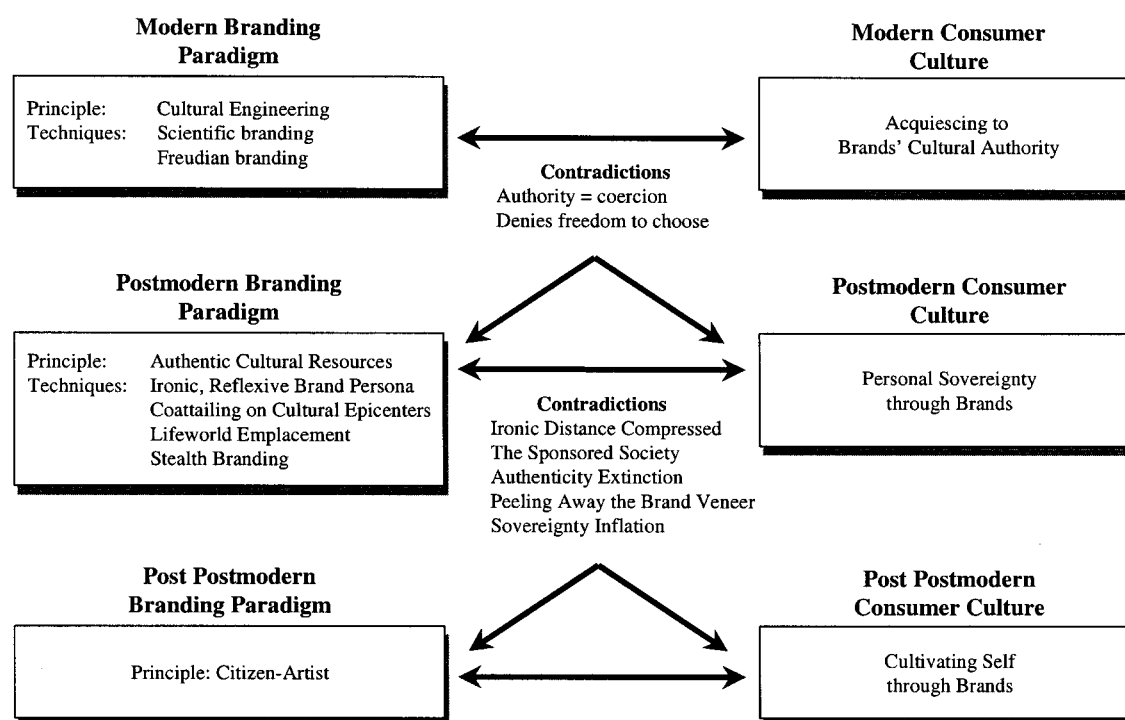 Modern Branding
Paradigm
Principle: Cultural Engineering
Techniques: Scientific branding
Freudian branding
Modern Consumer
Culture
Acquiescing to
Brands' Cultural Authority
Contradictions
Authority = coercion
Denies freedom to choose
Postmodern Branding
Paradigm
Principle: Authentic Cultural Resources
Techniques: Ironic, Reflexive Brand Persona
Coattailing on Cultural Epicenters
Lifeworld Emplacement
Stealth Branding
Postmodern Consumer
Culture
Personal Sovereignty
through Brands
Contradictions
Ironic Distance Compressed
The Sponsored Society
Authenticity Extinction
Peeling Away the Brand Veneer
Sovereignty Inflation
Post Postmodern
Branding Paradigm
Principle: Citizen-Artist
Post Postmodern
Consumer Culture
Cultivating Self
through Brands